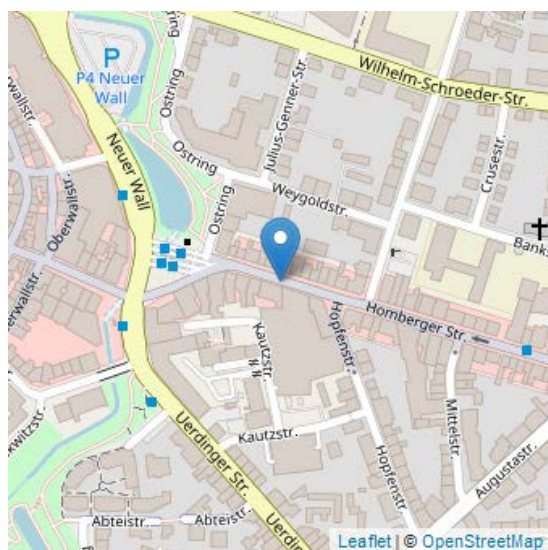 Ostring
Wilhelm-Schroeder-Str.
P
P4 Neuer
Wall
Julius-Genner-Str.
Neuer Wall
Ostring
Crusestr.
Oberwallstr.
Weygoldstr.
Ostring
Banks
Homberger Str.
Hopfenstr.
Kautzstr.
Mittelstr.
Kautzstr.
Uerdinger Str.
Hopfenstr
Augustastr.
Abteistr.
Abteistr.
Uerdin
Leaflet | © OpenStreetMap